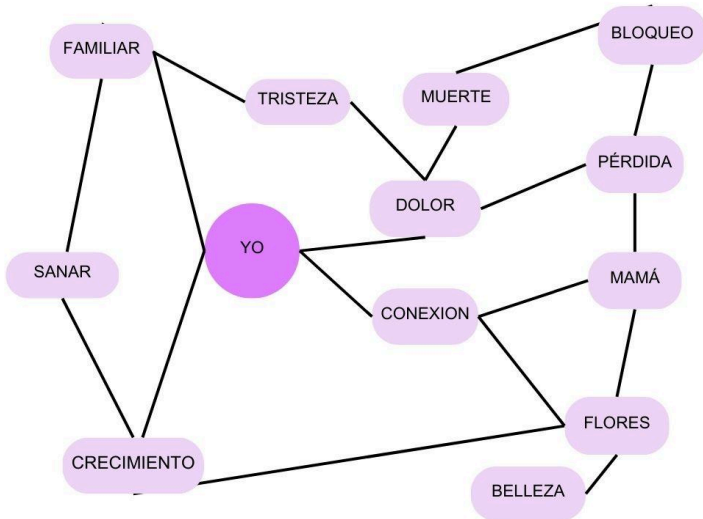 BLOQUEO
FAMILIAR
TRISTEZA
MUERTE
PÉRDIDA
DOLOR
YO
SANAR
MAMÁ
CONEXION
FLORES
CRECIMIENTO
BELLEZA